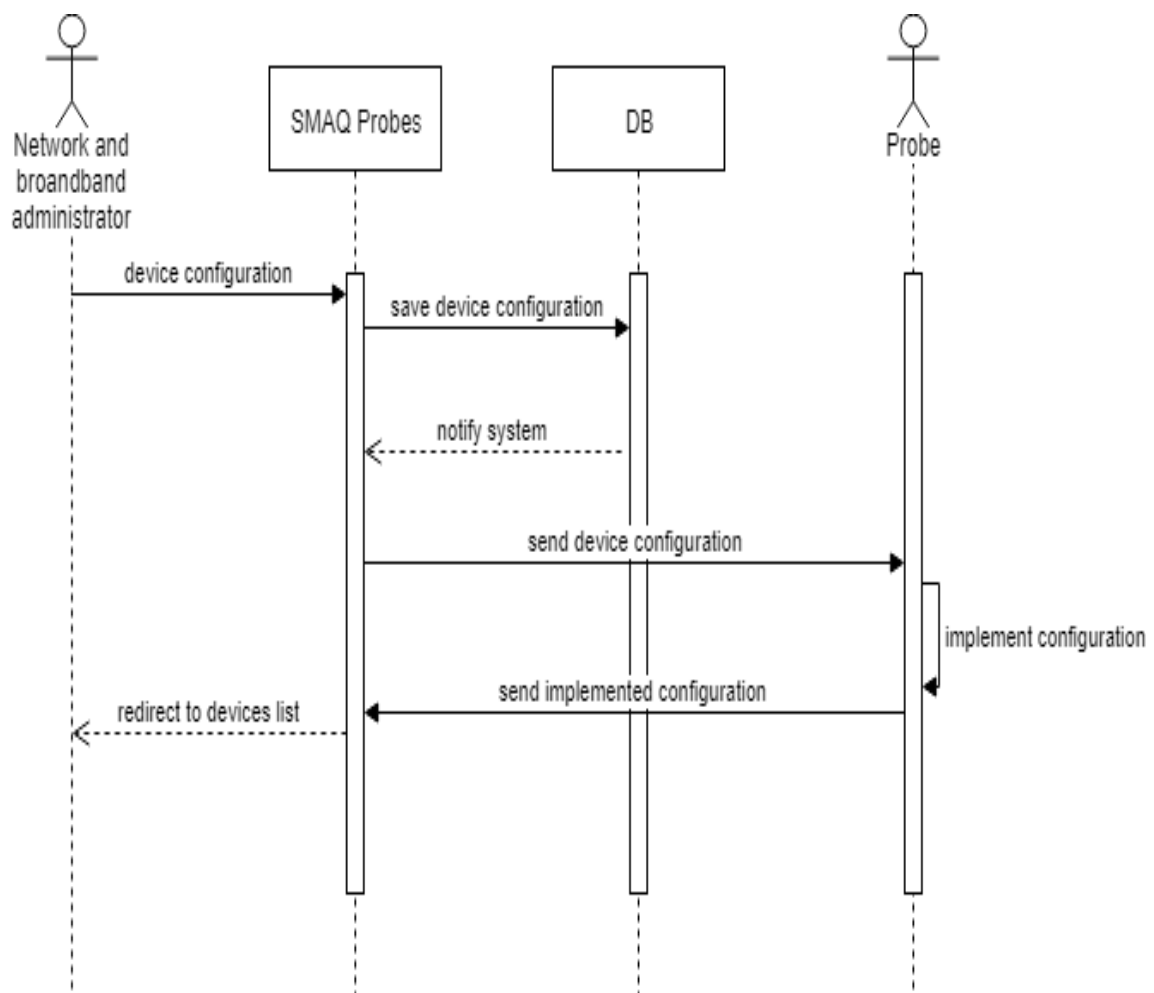 Network and
broandband
administrator
SMAQ Probes
DB
Probe
device configuration
save device configuration
notify system
send device configuration
implement configuration
send implemented configuration
redirect to devices list